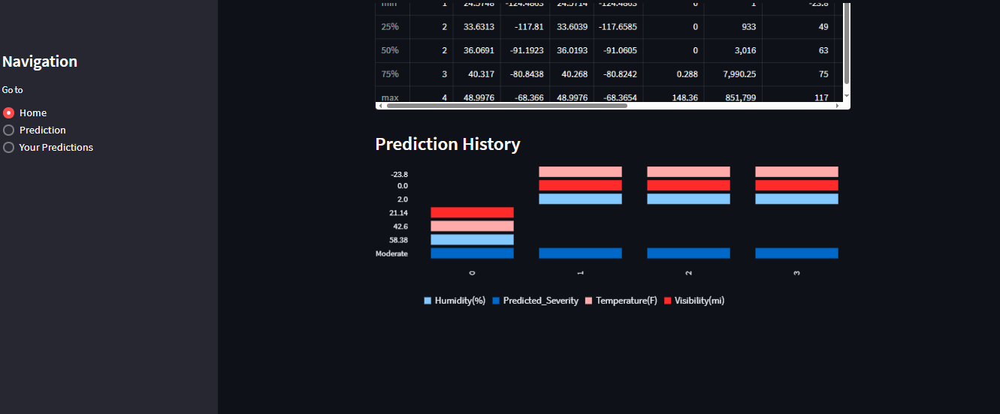 Navigation
Go to
Home
Prediction
Your Predictions
min 1 24.5748 -124.4863 24.5714 -124.4863 0 1 -23.8
25% 2 33.6313 -117.81 33.6039 -117.6585 0 933 49
50% 2 36.0691 -91.1923 36.0193 -91.0605 0 3,016 63
75% 3 40.317 -80.8438 40.268 -80.8242 0.288 7,990.25 75
max 4 48.9976 -68.366 48.9976 -68.3654 148.36 851,799 117
Prediction History
-23.8
0.0
2.0
21.14
42.6
58.38
Moderate
0 1 2 3
Humidity(%) Predicted_Severity Temperature(F) Visibility(mi)